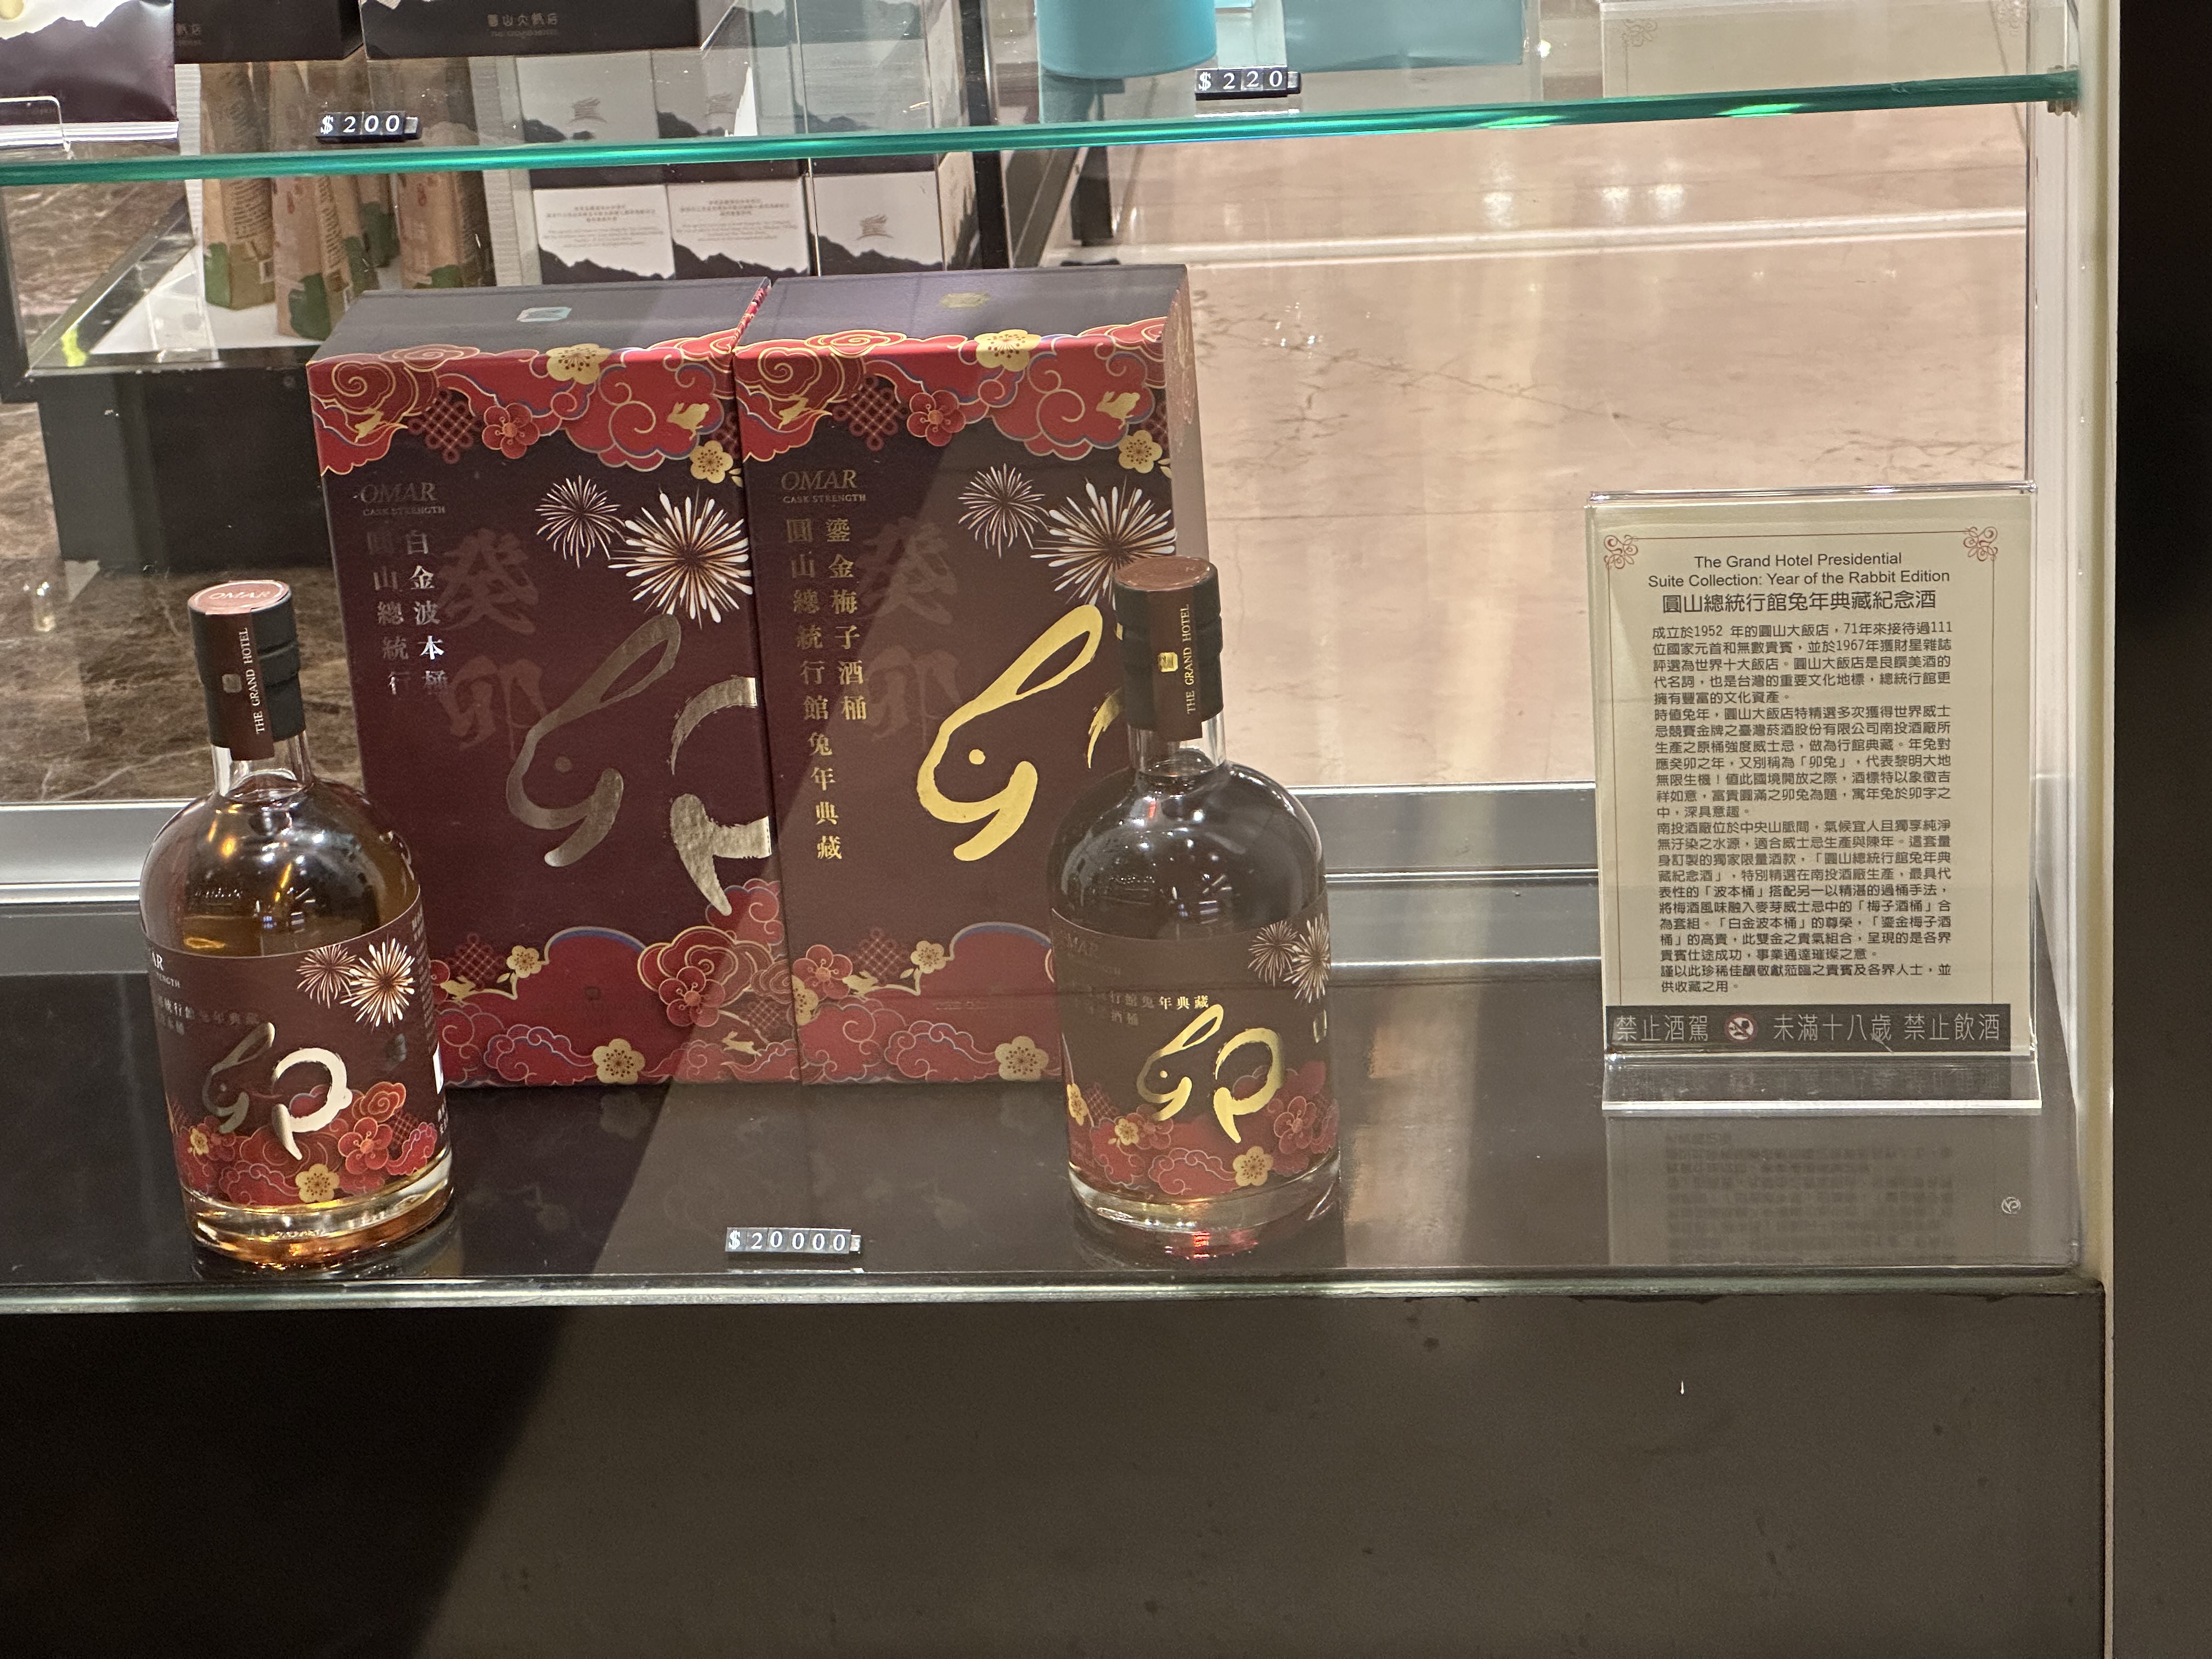 圓山大飯店
THE GRAND HOTEL
$220
$200
OMAR
CASK STRENGTH
白金波本桶
圓山總統行
癸卯
OMAR
CASK STRENGTH
鎏金梅子酒桶
圓山總統行館兔年典藏
癸卯
OMAR
THE GRAND HOTEL
THE GRAND HOTEL
行館兔年典藏
卯
行館兔年典藏
酒桶
卯
$20000
The Grand Hotel Presidential
Suite Collection: Year of the Rabbit Edition
圓山總統行館兔年典藏紀念酒
成立於1952 年的圓山大飯店，71年來接待過111
位國家元首和無數貴賓，並於1967年獲財星雜誌
評選為世界十大飯店。圓山大飯店是良饌美酒的
代名詞，也是台灣的重要文化地標，總統行館更
擁有豐富的文化資產。
時值兔年，圓山大飯店特精選多次獲得世界威士
忌競賽金牌之臺灣菸酒股份有限公司南投酒廠所
生產之原桶強度威士忌，做為行館典藏。年兔對
應癸卯之年，又別稱為「卯兔」，代表黎明大地
無限生機！值此國境開放之際，酒標特以象徵吉
祥如意，富貴圓滿之卯兔為題，寓年兔於卯字之
中，深具意趣。
南投酒廠位於中央山脈間，氣候宜人且獨享純淨
無汙染之水源，適合威士忌生產與陳年。這套量
身訂製的獨家限量酒款，「圓山總統行館兔年典
藏紀念酒」，特別精選在南投酒廠生產，最具代
表性的「波本桶」搭配另一以精湛的過桶手法，
將梅酒風味融入麥芽威士忌中的「梅子酒桶」合
為套組。「白金波本桶」的尊榮，「鎏金梅子酒
桶」的高貴，此雙金之貴氣組合，呈現的是各界
貴賓仕途成功，事業通達璀璨之意。
謹以此珍稀佳釀敬獻蒞臨之貴賓及各界人士，並
供收藏之用。
禁止酒駕 未滿十八歲 禁止飲酒